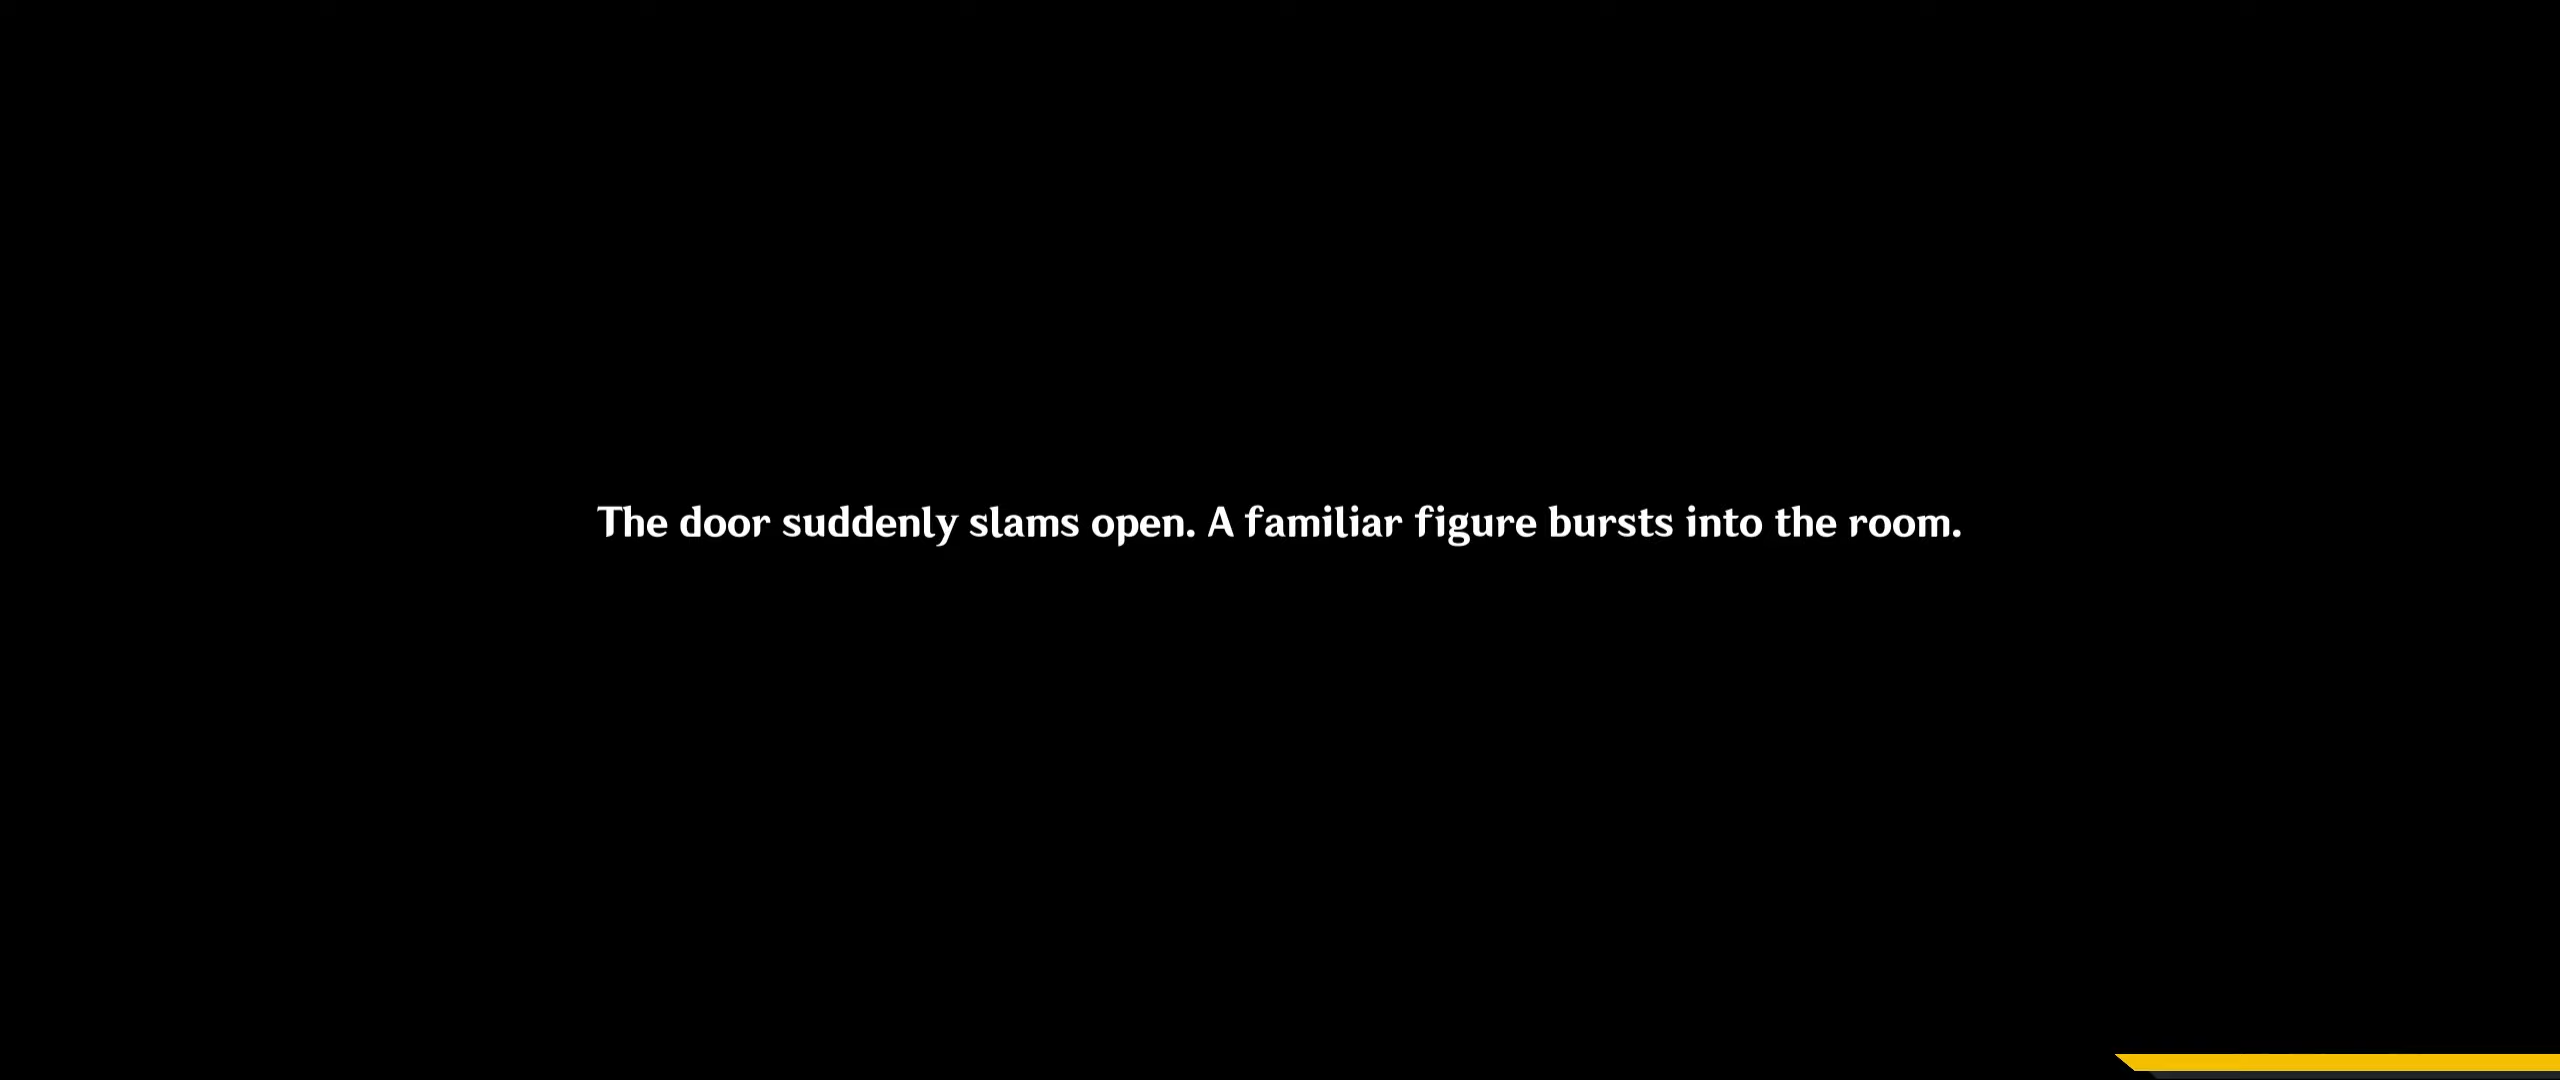 The door suddenly slams open. A familiar figure bursts into the room.